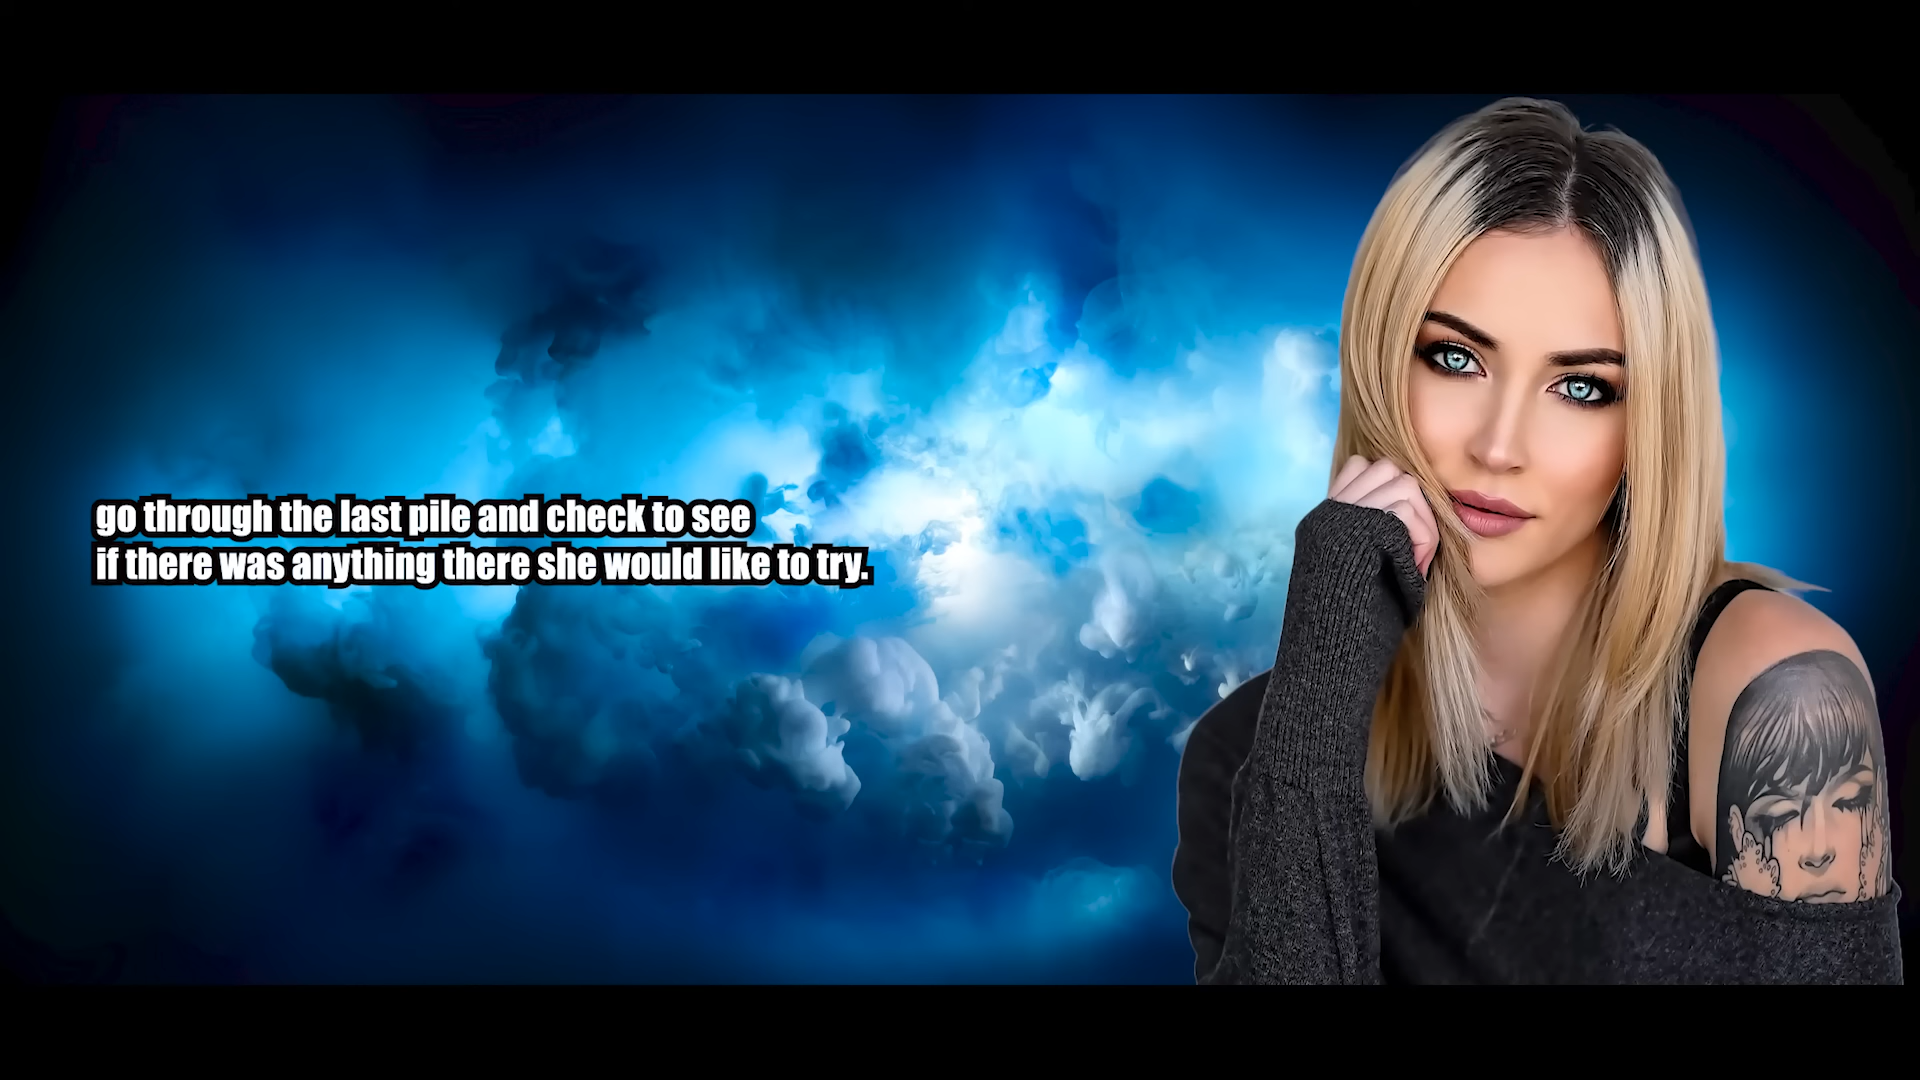 go through the last pile and check to see
if there was anything there she would like to try.